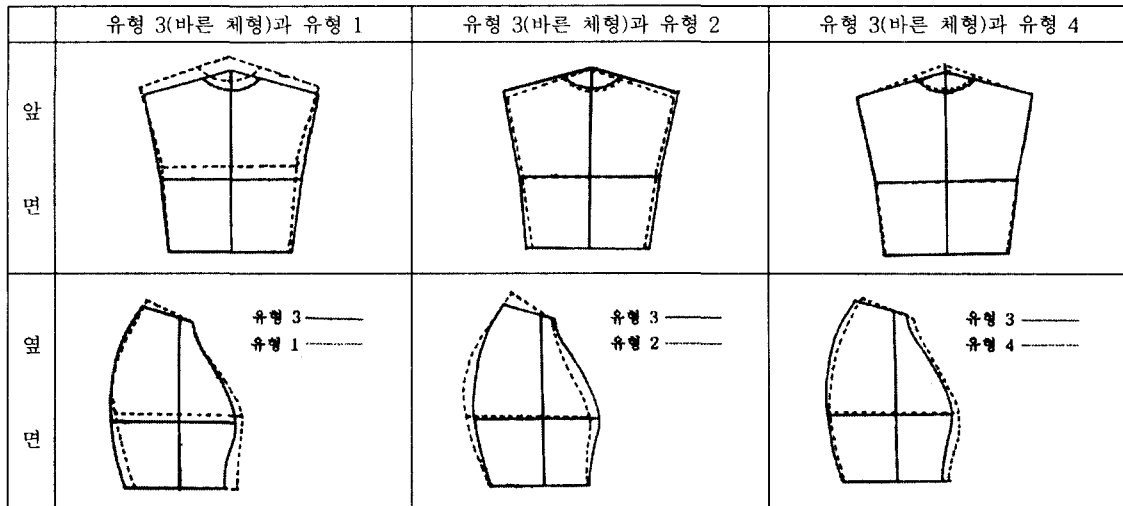 유형 3(바른 체형)과 유형 1
유형 3(바른 체형)과 유형 2
유형 3(바른 체형)과 유형 4
앞
면
옆
면
유형 3
유형 1
유형 3
유형 2
유형 3
유형 4